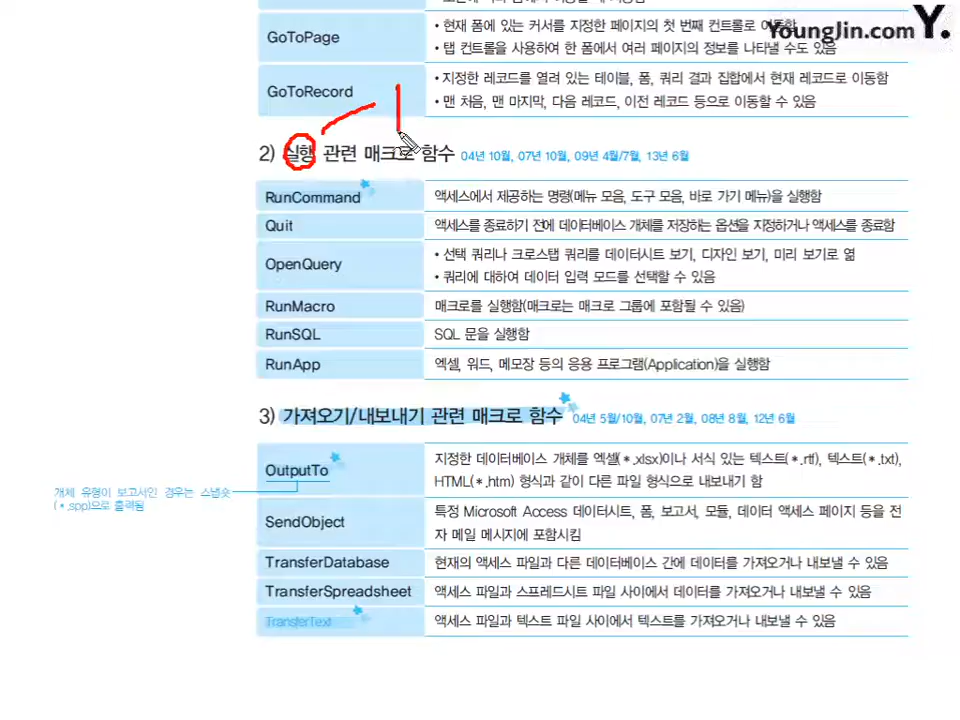 YoungJin.com Y.
GoToPage
• 현재 폼에 있는 커서를 지정한 페이지의 첫 번째 컨트롤로 이동함
• 탭 컨트롤을 사용하여 한 폼에서 여러 페이지의 정보를 나타낼 수도 있음
GoToRecord
• 지정한 레코드를 열려 있는 테이블, 폼, 쿼리 결과 집합에서 현재 레코드로 이동함
• 맨 처음, 맨 마지막, 다음 레코드, 이전 레코드 등으로 이동할 수 있음
2) 실행 관련 매크로 함수 04년 10월, 07년 10월, 09년 4월/7월, 13년 6월
RunCommand 액세스에서 제공하는 명령(메뉴 모음, 도구 모음, 바로 가기 메뉴)을 실행함
Quit 액세스를 종료하기 전에 데이터베이스 개체를 저장하는 옵션을 지정하거나 액세스를 종료함
OpenQuery
• 선택 쿼리나 크로스탭 쿼리를 데이터시트 보기, 디자인 보기, 미리 보기로 엶
• 쿼리에 대하여 데이터 입력 모드를 선택할 수 있음
RunMacro 매크로를 실행함(매크로는 매크로 그룹에 포함될 수 있음)
RunSQL SQL 문을 실행함
RunApp 엑셀, 워드, 메모장 등의 응용 프로그램(Application)을 실행함
3) 가져오기/내보내기 관련 매크로 함수 04년 5월/10월, 07년 2월, 08년 8월, 12년 6월
OutputTo
지정한 데이터베이스 개체를 엑셀(*.xlsx)이나 서식 있는 텍스트(*.rtf), 텍스트(*.txt),
HTML(*.htm) 형식과 같이 다른 파일 형식으로 내보내기 함
개체 유형이 보고서인 경우는 스냅숏
(*.spp)으로 출력됨
SendObject
특정 Microsoft Access 데이터시트, 폼, 보고서, 모듈, 데이터 액세스 페이지 등을 전
자 메일 메시지에 포함시킴
TransferDatabase 현재의 액세스 파일과 다른 데이터베이스 간에 데이터를 가져오거나 내보낼 수 있음
TransferSpreadsheet 액세스 파일과 스프레드시트 파일 사이에서 데이터를 가져오거나 내보낼 수 있음
TransferText 액세스 파일과 텍스트 파일 사이에서 텍스트를 가져오거나 내보낼 수 있음